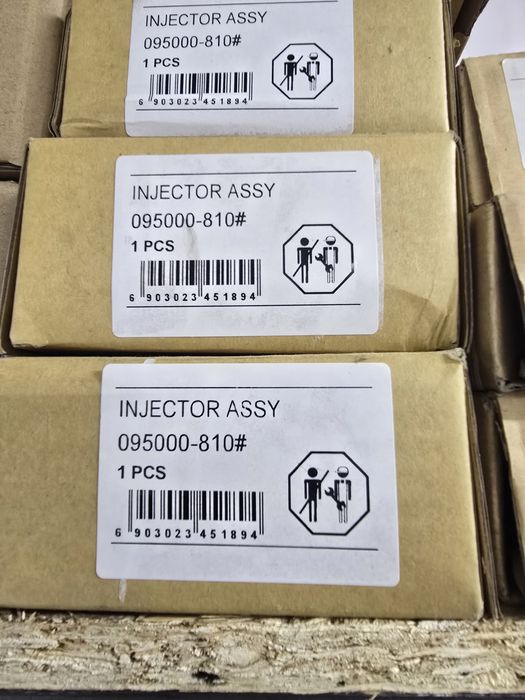 INJECTOR ASSY
095000-810#
1 PCS
6 903023 451894
INJECTOR ASSY
095000-810#
1 PCS
6 903023 451894
INJECTOR ASSY
095000-810#
1 PCS
6 903023 451894